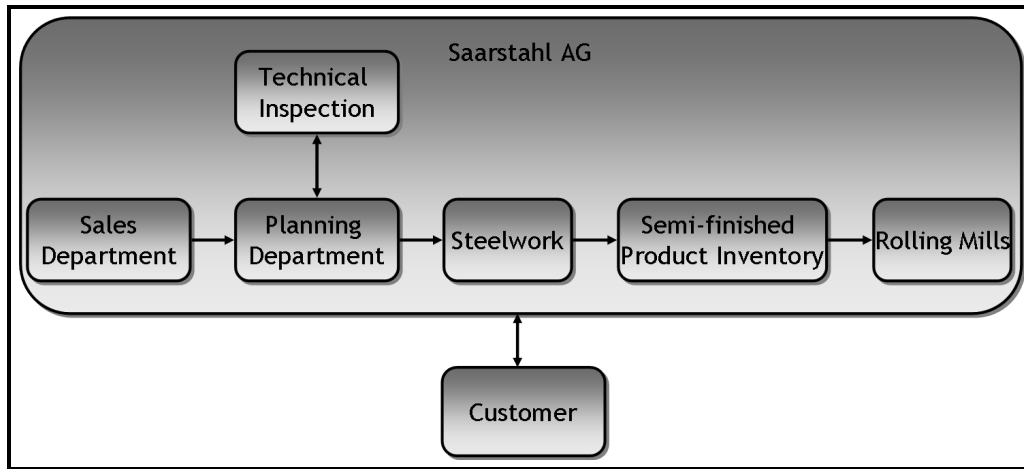 Saarstahl AG
Technical
Inspection
Sales
Department
Planning
Department
Steelwork
Semi-finished
Product Inventory
Rolling Mills
Customer